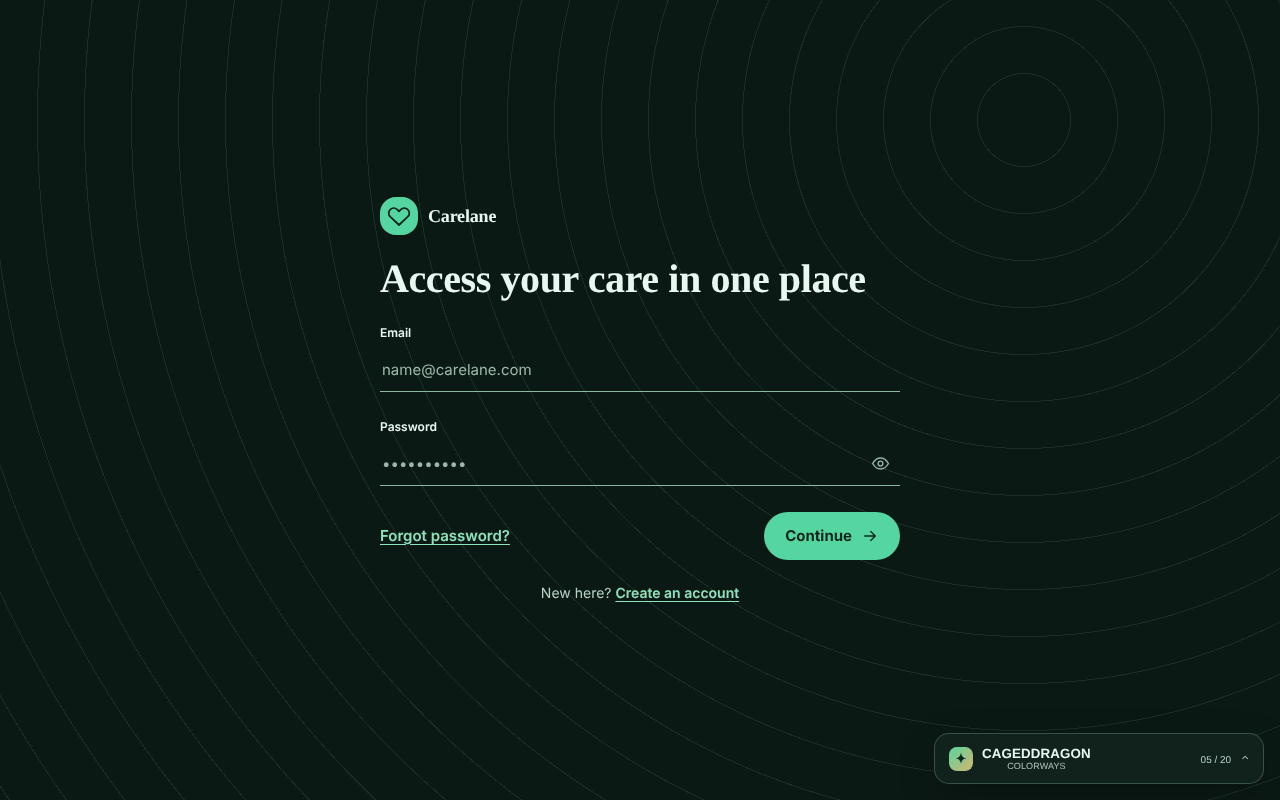 Carelane
Access your care in one place
Email
name@carelane.com
Password
••••••••••
Forgot password?
Continue
New here? Create an account
CAGEDDRAGON
COLORWAYS
05 / 20